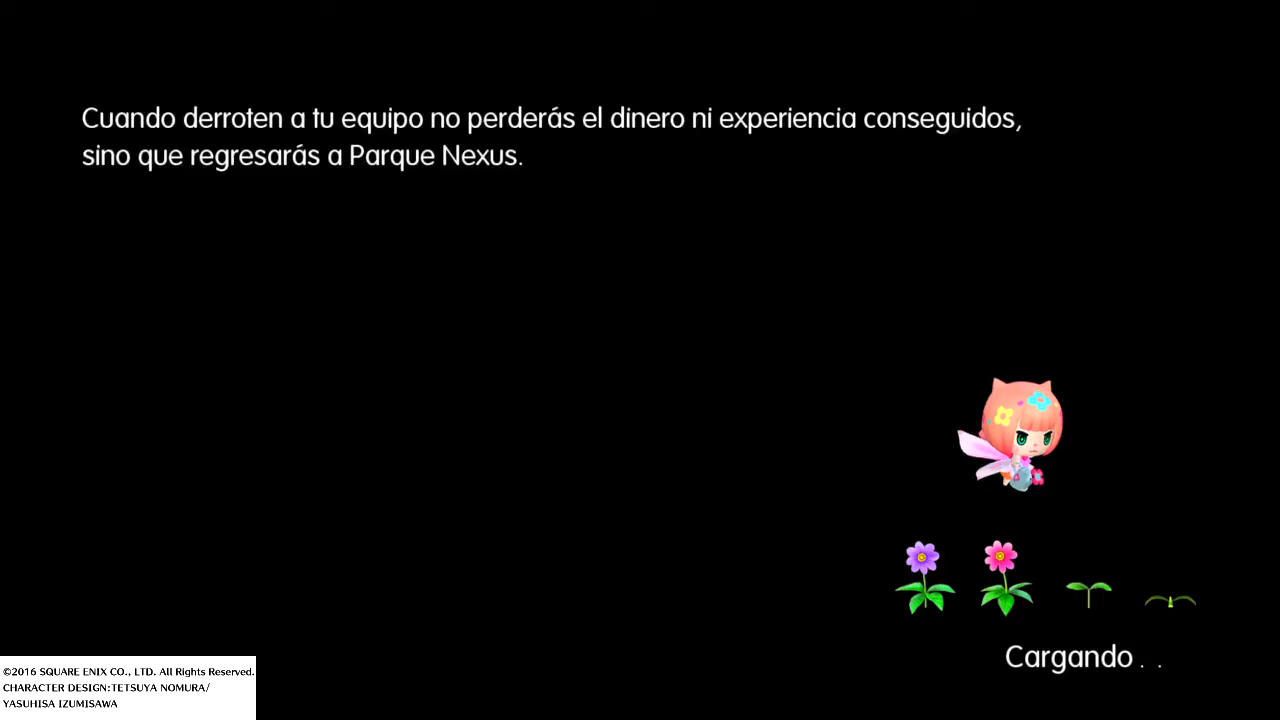 Cuando derroten a tu equipo no perderás el dinero ni experiencia conseguidos,
sino que regresarás a Parque Nexus.
Cargando . .
©2016 SQUARE ENIX CO., LTD. All Rights Reserved.
CHARACTER DESIGN:TETSUYA NOMURA/
YASUHISA IZUMISAWA